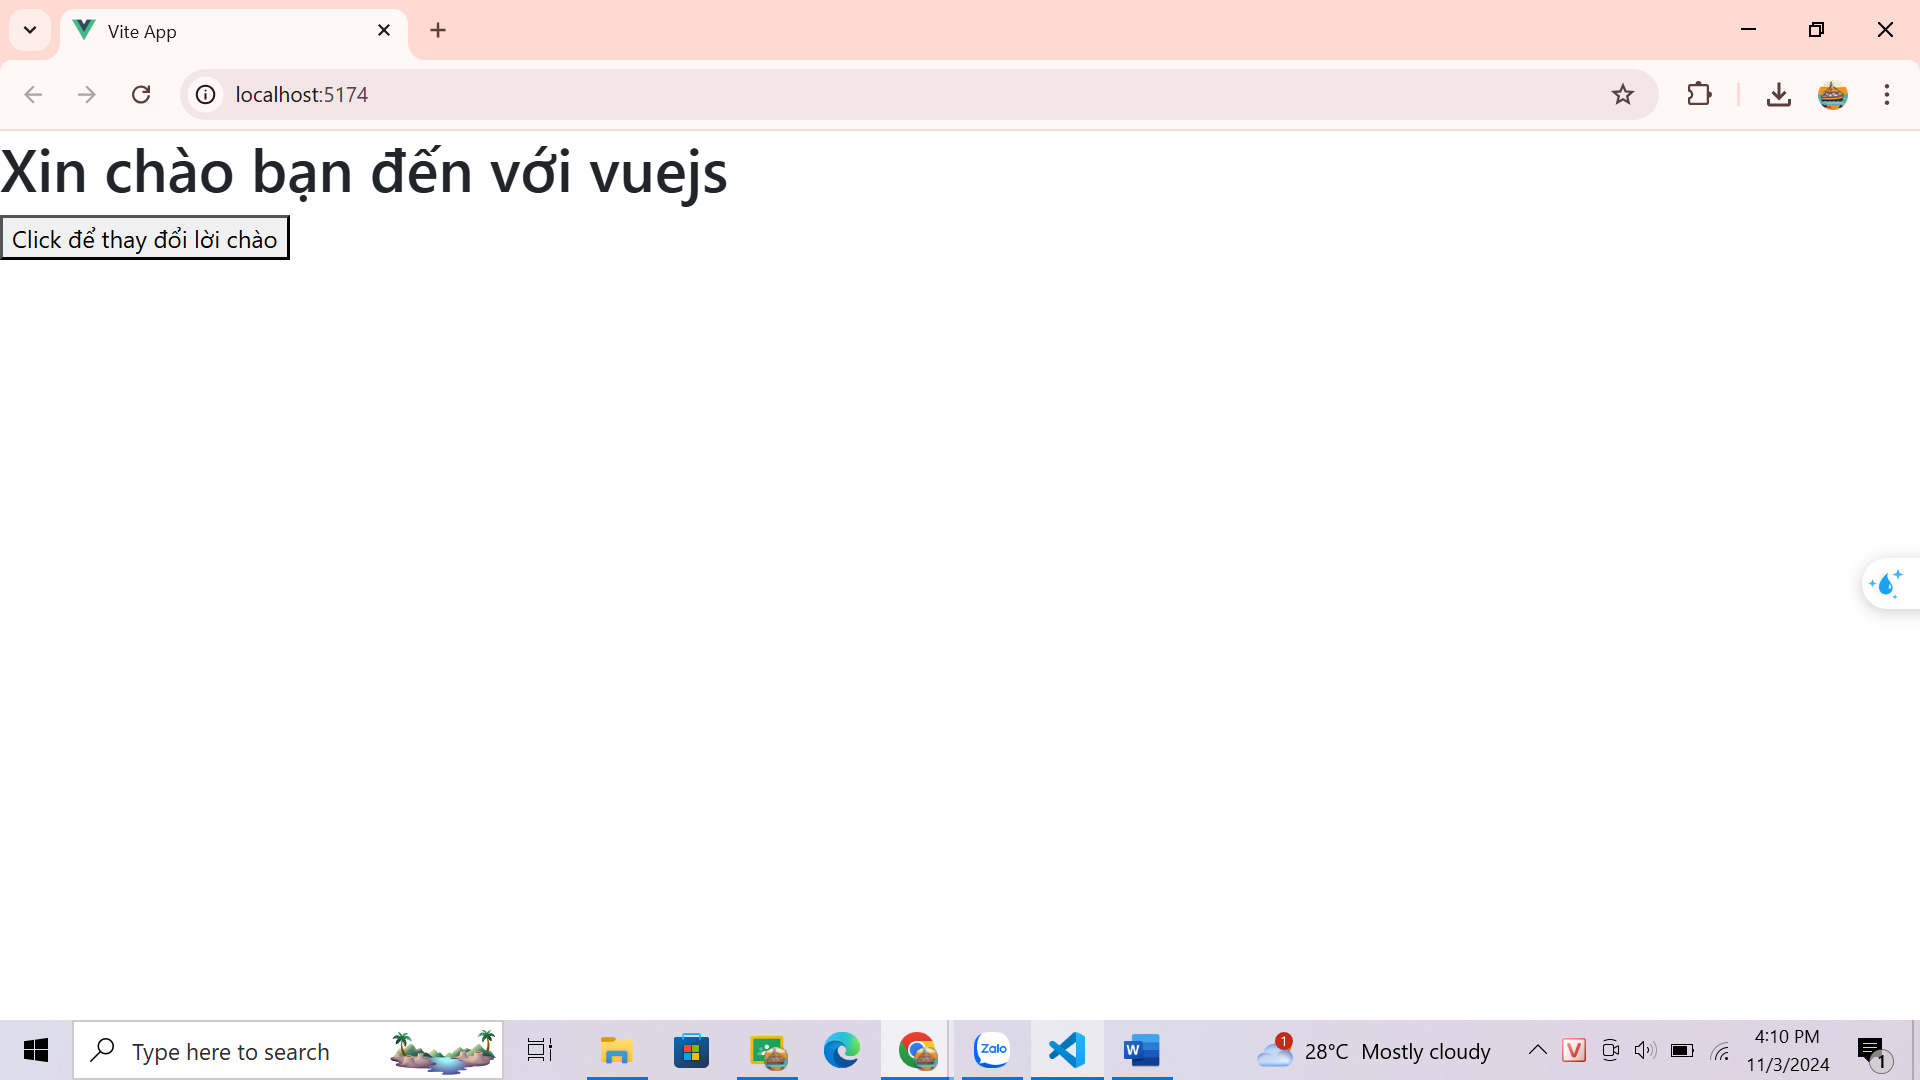 Vite App
localhost:5174
Xin chào bạn đến với vuejs
Click để thay đổi lời chào
Type here to search
Zalo
W
1
28°C Mostly cloudy
V
4:10 PM
11/3/2024
1